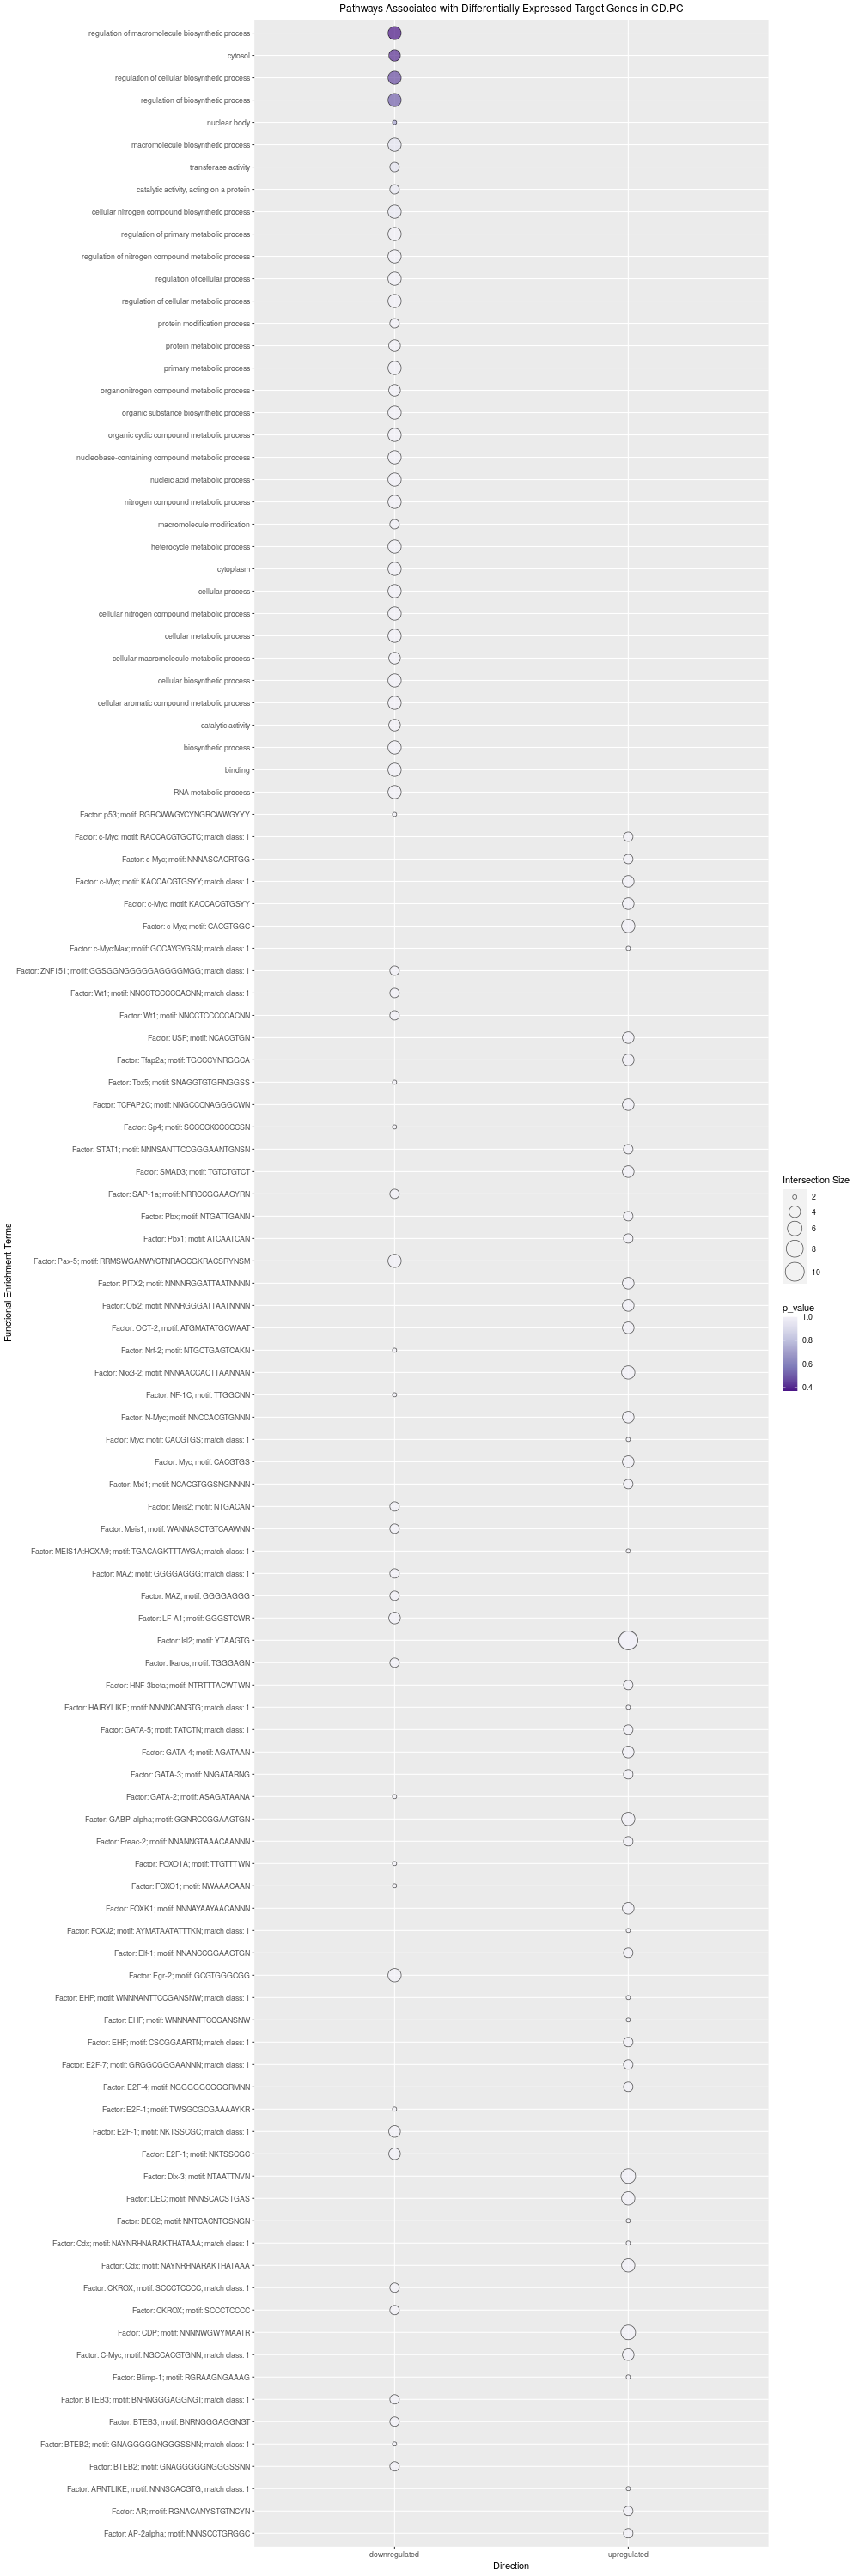 Pathways Associated with Differentially Expressed Target Genes in CD.PC
regulation of macromolecule biosynthetic process
cytosol
regulation of cellular biosynthetic process
regulation of biosynthetic process
nuclear body
macromolecule biosynthetic process
transferase activity
catalytic activity, acting on a protein
cellular nitrogen compound biosynthetic process
regulation of primary metabolic process
regulation of nitrogen compound metabolic process
regulation of cellular process
regulation of cellular metabolic process
protein modification process
protein metabolic process
primary metabolic process
organonitrogen compound metabolic process
organic substance biosynthetic process
organic cyclic compound metabolic process
nucleobase-containing compound metabolic process
nucleic acid metabolic process
nitrogen compound metabolic process
macromolecule modification
heterocycle metabolic process
cytoplasm
cellular process
cellular nitrogen compound metabolic process
cellular metabolic process
cellular macromolecule metabolic process
cellular biosynthetic process
cellular aromatic compound metabolic process
catalytic activity
biosynthetic process
binding
RNA metabolic process
Factor: p53; motif: RGRCWWGYCYNGRCWWGYYY
Factor: c-Myc; motif: RACCACGTGCTC; match class: 1
Factor: c-Myc; motif: NNNASCACRTGG
Factor: c-Myc; motif: KACCACGTGSYY; match class: 1
Factor: c-Myc; motif: KACCACGTGSYY
Factor: c-Myc; motif: CACGTGGC
Factor: c-Myc:Max; motif: GCCAYGYGSN; match class: 1
Factor: ZNF151; motif: GGSGGNGGGGGAGGGGMGG; match class: 1
Factor: Wt1; motif: NNCCTCCCCCACNN; match class: 1
Factor: Wt1; motif: NNCCTCCCCCACNN
Factor: USF; motif: NCACGTGN
Factor: Tfap2a; motif: TGCCCYNRGGCA
Factor: Tbx5; motif: SNAGGTGTGRNGGSS
Factor: TCFAP2C; motif: NNGCCCNAGGGCWN
Factor: Sp4; motif: SCCCCKCCCCCSN
Factor: STAT1; motif: NNNSANTTCCGGGAANTGNSN
Factor: SMAD3; motif: TGTCTGTCT
Factor: SAP-1a; motif: NRRCCGGAAGYRN
Factor: Pbx; motif: NTGATTGANN
Factor: Pbx1; motif: ATCAATCAN
Factor: Pax-5; motif: RRMSWGANWYCTNRAGCGKRACSRYNSM
Factor: PITX2; motif: NNNNRGGATTAATNNNN
Factor: Otx2; motif: NNNRGGGATTAATNNNN
Factor: OCT-2; motif: ATGMATATGCWAAT
Factor: Nrf-2; motif: NTGCTGAGTCAKN
Factor: Nkx3-2; motif: NNNAACCACTTAANNAN
Factor: NF-1C; motif: TTGGCNN
Factor: N-Myc; motif: NNCCACGTGNNN
Factor: Myc; motif: CACGTGS; match class: 1
Factor: Myc; motif: CACGTGS
Factor: Mxi1; motif: NCACGTGGSNGNNNN
Factor: Meis2; motif: NTGACAN
Factor: Meis1; motif: WANNASCTGTCAAWNN
Factor: MEIS1A:HOXA9; motif: TGACAGKTTTAYGA; match class: 1
Factor: MAZ; motif: GGGGAGGG; match class: 1
Factor: MAZ; motif: GGGGAGGG
Factor: LF-A1; motif: GGGSTCWR
Factor: Isl2; motif: YTAAGTG
Factor: Ikaros; motif: TGGGAGN
Factor: HNF-3beta; motif: NTRTTTACWTWN
Factor: HAIRYLIKE; motif: NNNNCANGTG; match class: 1
Factor: GATA-5; motif: TATCTN; match class: 1
Factor: GATA-4; motif: AGATAAN
Factor: GATA-3; motif: NNGATARNG
Factor: GATA-2; motif: ASAGATAANA
Factor: GABP-alpha; motif: GGNRCCGGAAGTGN
Factor: Freac-2; motif: NNANNGTAAACAANNN
Factor: FOXO1A; motif: TTGTTTWN
Factor: FOXO1; motif: NWAAACAAN
Factor: FOXK1; motif: NNNAYAAYAACANNN
Factor: FOXJ2; motif: AYMATAATATTTKN; match class: 1
Factor: Elf-1; motif: NNANCCGGAAGTGN
Factor: Egr-2; motif: GCGTGGGCGG
Factor: EHF; motif: WNNNANTTCCGANSNW; match class: 1
Factor: EHF; motif: WNNNANTTCCGANSNW
Factor: EHF; motif: CSCGGAARTN; match class: 1
Factor: E2F-7; motif: GRGGCGGGAANNN; match class: 1
Factor: E2F-4; motif: NGGGGGCGGGRMNN
Factor: E2F-1; motif: TWSGCGCGAAAAYKR
Factor: E2F-1; motif: NKTSSCGC; match class: 1
Factor: E2F-1; motif: NKTSSCGC
Factor: Dlx-3; motif: NTAATTNVN
Factor: DEC; motif: NNNSCACSTGAS
Factor: DEC2; motif: NNTCACNTGSNGN
Factor: Cdx; motif: NAYNRHNARAKTHATAAA; match class: 1
Factor: Cdx; motif: NAYNRHNARAKTHATAAA
Factor: CKROX; motif: SCCCTCCCC; match class: 1
Factor: CKROX; motif: SCCCTCCCC
Factor: CDP; motif: NNNNWGWYMAATR
Factor: C-Myc; motif: NGCCACGTGNN; match class: 1
Factor: Blimp-1; motif: RGRAAGNGAAAG
Factor: BTEB3; motif: BNRNGGGAGGNGT; match class: 1
Factor: BTEB3; motif: BNRNGGGAGGNGT
Factor: BTEB2; motif: GNAGGGGGNGGGSSNN; match class: 1
Factor: BTEB2; motif: GNAGGGGGNGGGSSNN
Factor: ARNTLIKE; motif: NNNSCACGTG; match class: 1
Factor: AR; motif: RGNACANYSTGTNCYN
Factor: AP-2alpha; motif: NNNSCCTGRGGC
Functional Enrichment Terms
downregulated
upregulated
Direction
Intersection Size
2
4
6
8
10
p_value
1.0
0.8
0.6
0.4